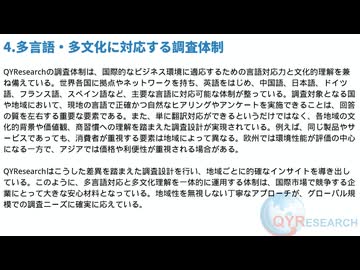 4.多言語・多文化に対応する調査体制
QYResearchの調査体制は、国際的なビジネス環境に適応するための言語対応力と文化的理解を兼
ね備えている。世界各国に拠点やネットワークを持ち、英語をはじめ、中国語、日本語、ドイツ
語、フランス語、スペイン語など、主要な言語に対応可能な体制が整っている。調査対象となる国
や地域において、現地の言語で正確かつ自然なヒアリングやアンケートを実施できることは、回答
の質を左右する重要な要素である。また、単に翻訳対応ができるというだけではなく、各地域の文
化的背景や価値観、商習慣への理解を踏まえた調査設計が実現されている。例えば、同じ製品やサ
ービスであっても、消費者が重視する要素は地域によって異なる。欧州では環境性能が評価の中心
になる一方で、アジアでは価格や利便性が重視される場合がある。
QYResearchはこうした差異を踏まえた調査設計を行い、地域ごとに的確なインサイトを導き出し
ている。このように、多言語対応と多文化理解を一体的に運用する体制は、国際市場で競争する企
業にとって大きな安心材料となっている。地域性を無視しない丁寧なアプローチが、グローバル規
模での調査ニーズに確実に応えている。
QYRESEARCH